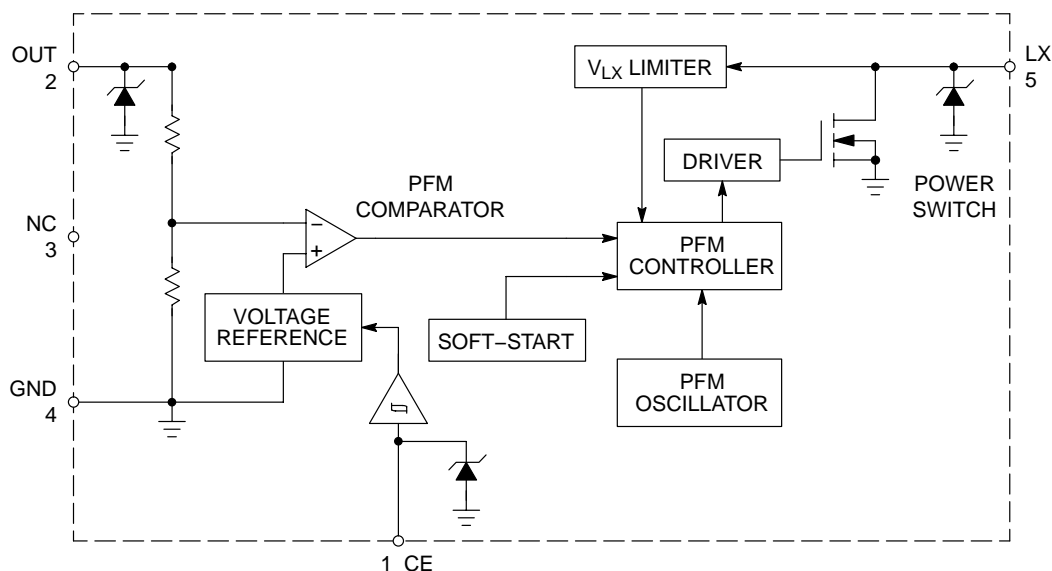 OUT
2
V_LX LIMITER
LX
5
DRIVER
POWER
SWITCH
PFM
COMPARATOR
NC
3
−
+
PFM
CONTROLLER
VOLTAGE
REFERENCE
SOFT−START
GND
4
PFM
OSCILLATOR
1 CE